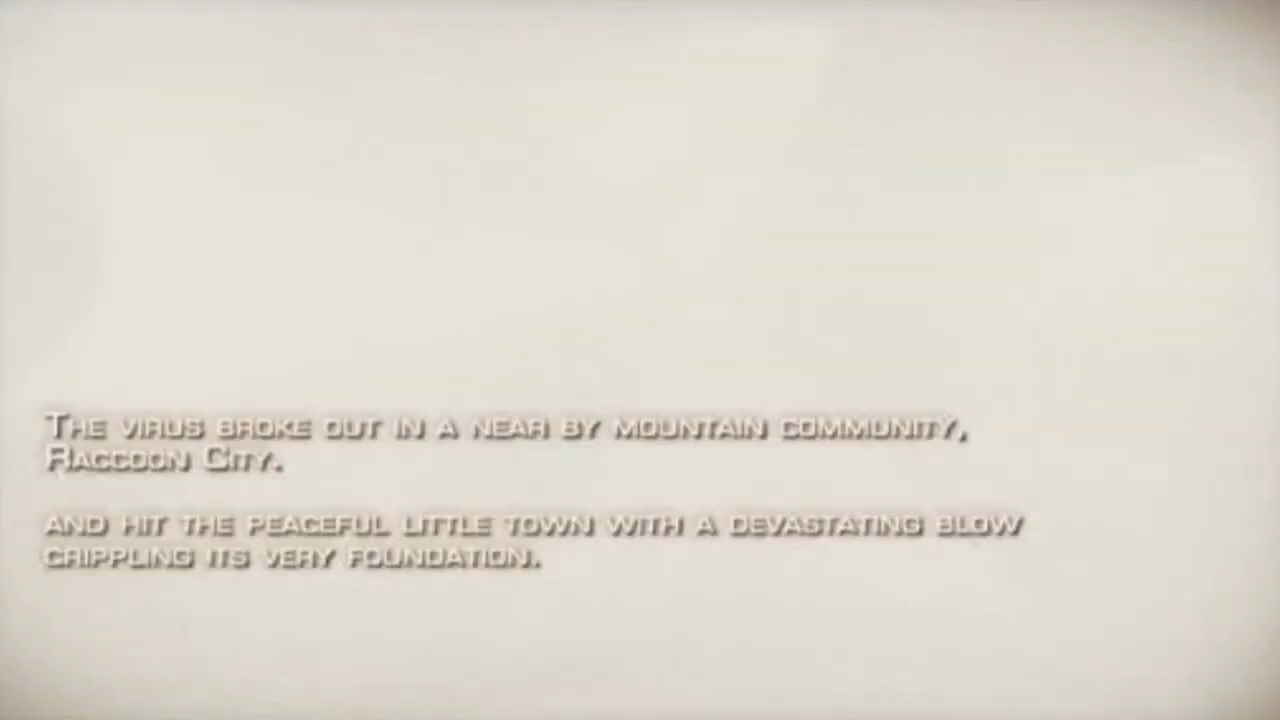 The virus broke out in a near by mountain community,
Raccoon City.
and hit the peaceful little town with a devastating blow
crippling its very foundation.